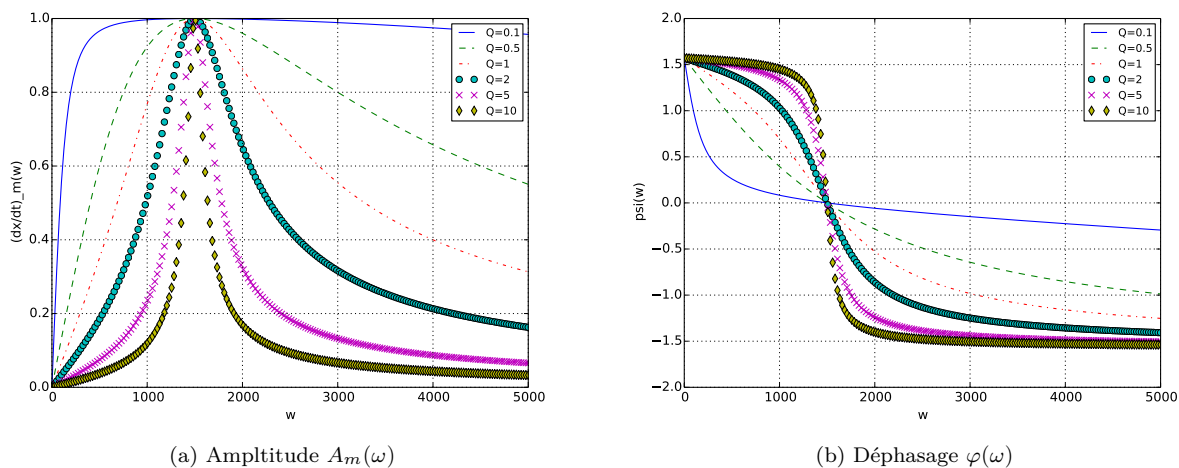 1.0
0.8
0.6
0.4
0.2
0.0
(dx/dt)_m(w)
0 1000 2000 3000 4000 5000
w
Q=0.1
Q=0.5
Q=1
Q=2
Q=5
Q=10
(a) Ampltitude A_m(ω)
2.0
1.5
1.0
0.5
0.0
−0.5
−1.0
−1.5
−2.0
psi(w)
0 1000 2000 3000 4000 5000
w
Q=0.1
Q=0.5
Q=1
Q=2
Q=5
Q=10
(b) Déphasage φ(ω)